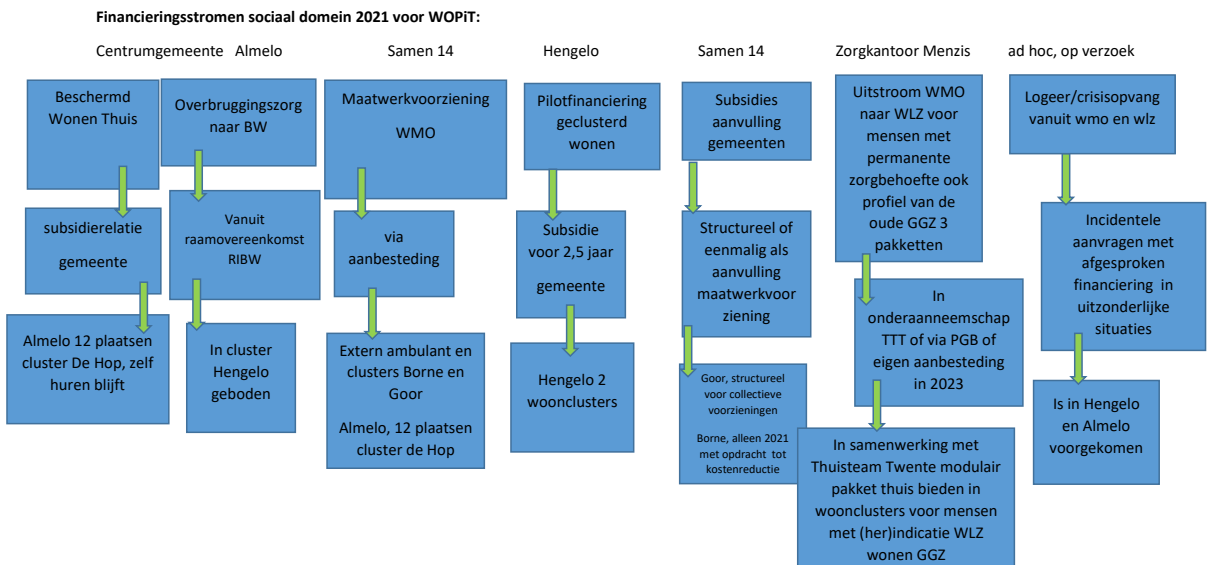 Financieringsstromen sociaal domein 2021 voor WOPiT:
Centrumgemeente Almelo
Samen 14
Hengelo
Samen 14
Zorgkantoor Menzis
ad hoc, op verzoek
Beschermd
Wonen Thuis
subsidierelatie
gemeente
Almelo 12 plaatsen
cluster De Hop, zelf
huren blijft
Overbruggingszorg
naar BW
Vanuit
raamovereenkomst
RIBW
In cluster
Hengelo
geboden
Maatwerkvoorziening
WMO
via
aanbesteding
Extern ambulant en
clusters Borne en
Goor
Almelo, 12 plaatsen
cluster de Hop
Pilotfinanciering
geclusterd
wonen
Subsidie
voor 2,5 jaar
gemeente
Hengelo 2
woonclusters
Subsidies
aanvulling
gemeenten
Structureel of
eenmalig als
aanvulling
maatwerkvoor
ziening
Goor, structureel
voor collectieve
voorzieningen
Borne, alleen 2021
met opdracht tot
kostenreductie
Uitstroom WMO
naar WLZ voor
mensen met
permanente
zorgbehoefte ook
profiel van de
oude GGZ 3
pakketten
In
onderaanneemschap
TTT of via PGB of
eigen aanbesteding
in 2023
In samenwerking met
Thuisteam Twente modulair
pakket thuis bieden in
woonclusters voor mensen
met (her)indicatie WLZ
wonen GGZ
Logeer/crisisopvang
vanuit wmo en wlz
Incidentele
aanvragen met
afgesproken
financiering in
uitzonderlijke
situaties
Is in Hengelo
en Almelo
voorgekomen